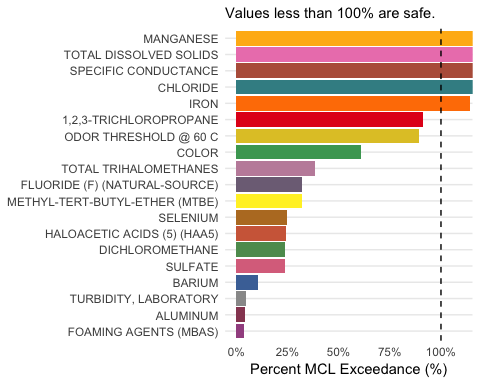 Values less than 100% are safe.
MANGANESE
TOTAL DISSOLVED SOLIDS
SPECIFIC CONDUCTANCE
CHLORIDE
IRON
1,2,3-TRICHLOROPROPANE
ODOR THRESHOLD @ 60 C
COLOR
TOTAL TRIHALOMETHANES
FLUORIDE (F) (NATURAL-SOURCE)
METHYL-TERT-BUTYL-ETHER (MTBE)
SELENIUM
HALOACETIC ACIDS (5) (HAA5)
DICHLOROMETHANE
SULFATE
BARIUM
TURBIDITY, LABORATORY
ALUMINUM
FOAMING AGENTS (MBAS)
0% 25% 50% 75% 100%
Percent MCL Exceedance (%)